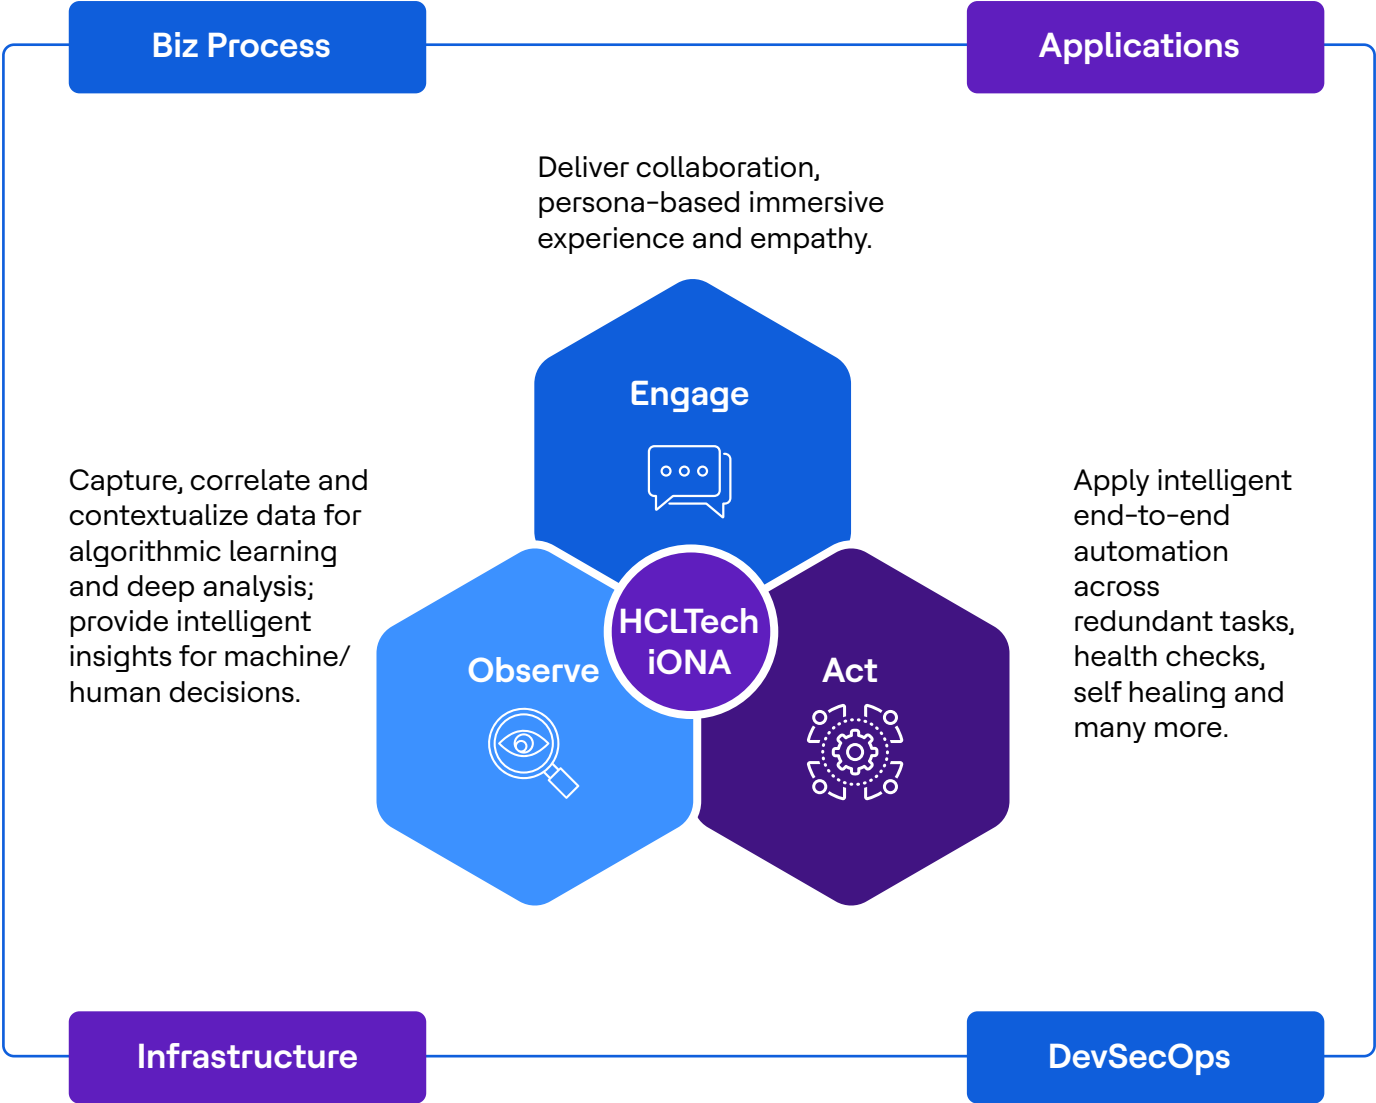 Biz Process
Applications
Deliver collaboration,
persona-based immersive
experience and empathy.
Engage
Capture, correlate and
contextualize data for
algorithmic learning
and deep analysis;
provide intelligent
insights for machine/
human decisions.
Observe
HCLTech
iONA
Act
Apply intelligent
end-to-end
automation
across
redundant tasks,
health checks,
self healing and
many more.
Infrastructure
DevSecOps